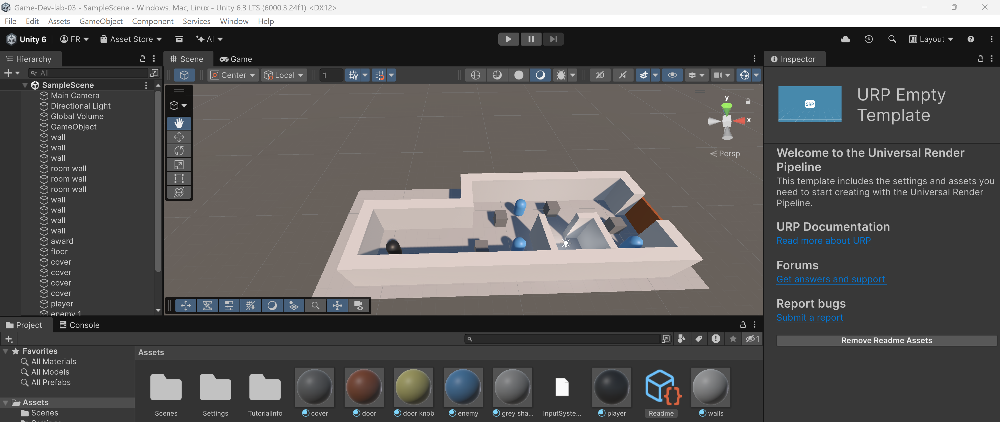 Game-Dev-lab-03 - SampleScene - Windows, Mac, Linux - Unity 6.3 LTS (6000.3.24f1) <DX12>
File Edit Assets GameObject Component Services Window Help
Unity 6 FR Asset Store AI Layout
Hierarchy
All
SampleScene
Main Camera
Directional Light
Global Volume
GameObject
wall
wall
wall
room wall
room wall
room wall
wall
wall
wall
wall
award
floor
cover
cover
cover
cover
player
enemy 1
Scene Game
Center Local 1 2D
y
x
Persp
Inspector
SRP
URP Empty
Template
Welcome to the Universal Render
Pipeline
This template includes the settings and assets you
need to start creating with the Universal Render
Pipeline.
URP Documentation
Read more about URP
Forums
Get answers and support
Report bugs
Submit a report
Remove Readme Assets
Project Console
1
Favorites
All Materials
All Models
All Prefabs
Assets
Scenes
Settings
Assets
Scenes Settings TutorialInfo cover door door knob enemy grey sha... InputSyste... player Readme walls